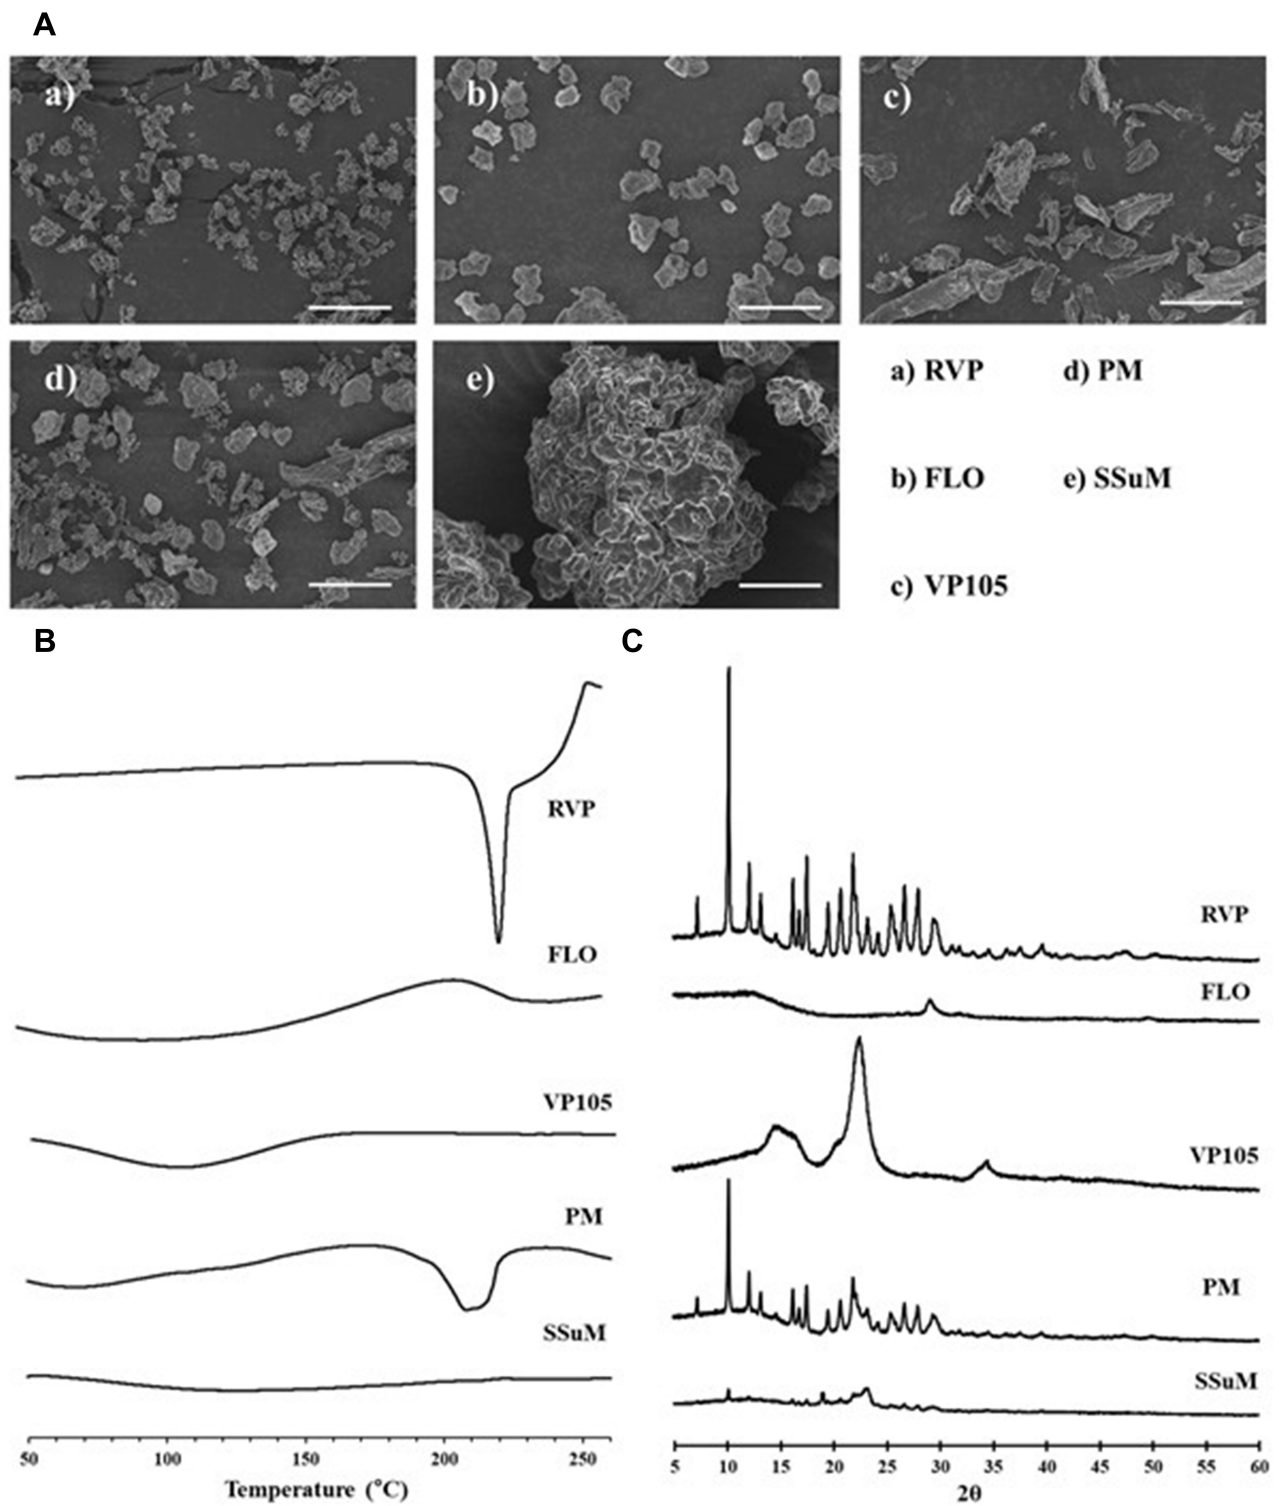 A
a)
b)
c)
d)
e)
a) RVP d) PM
b) FLO e) SSuM
c) VP105
B
C
RVP
FLO
VP105
PM
SSuM
50 100 150 200 250
Temperature (°C)
RVP
FLO
VP105
PM
SSuM
5 10 15 20 25 30 35 40 45 50 55 60
2θ